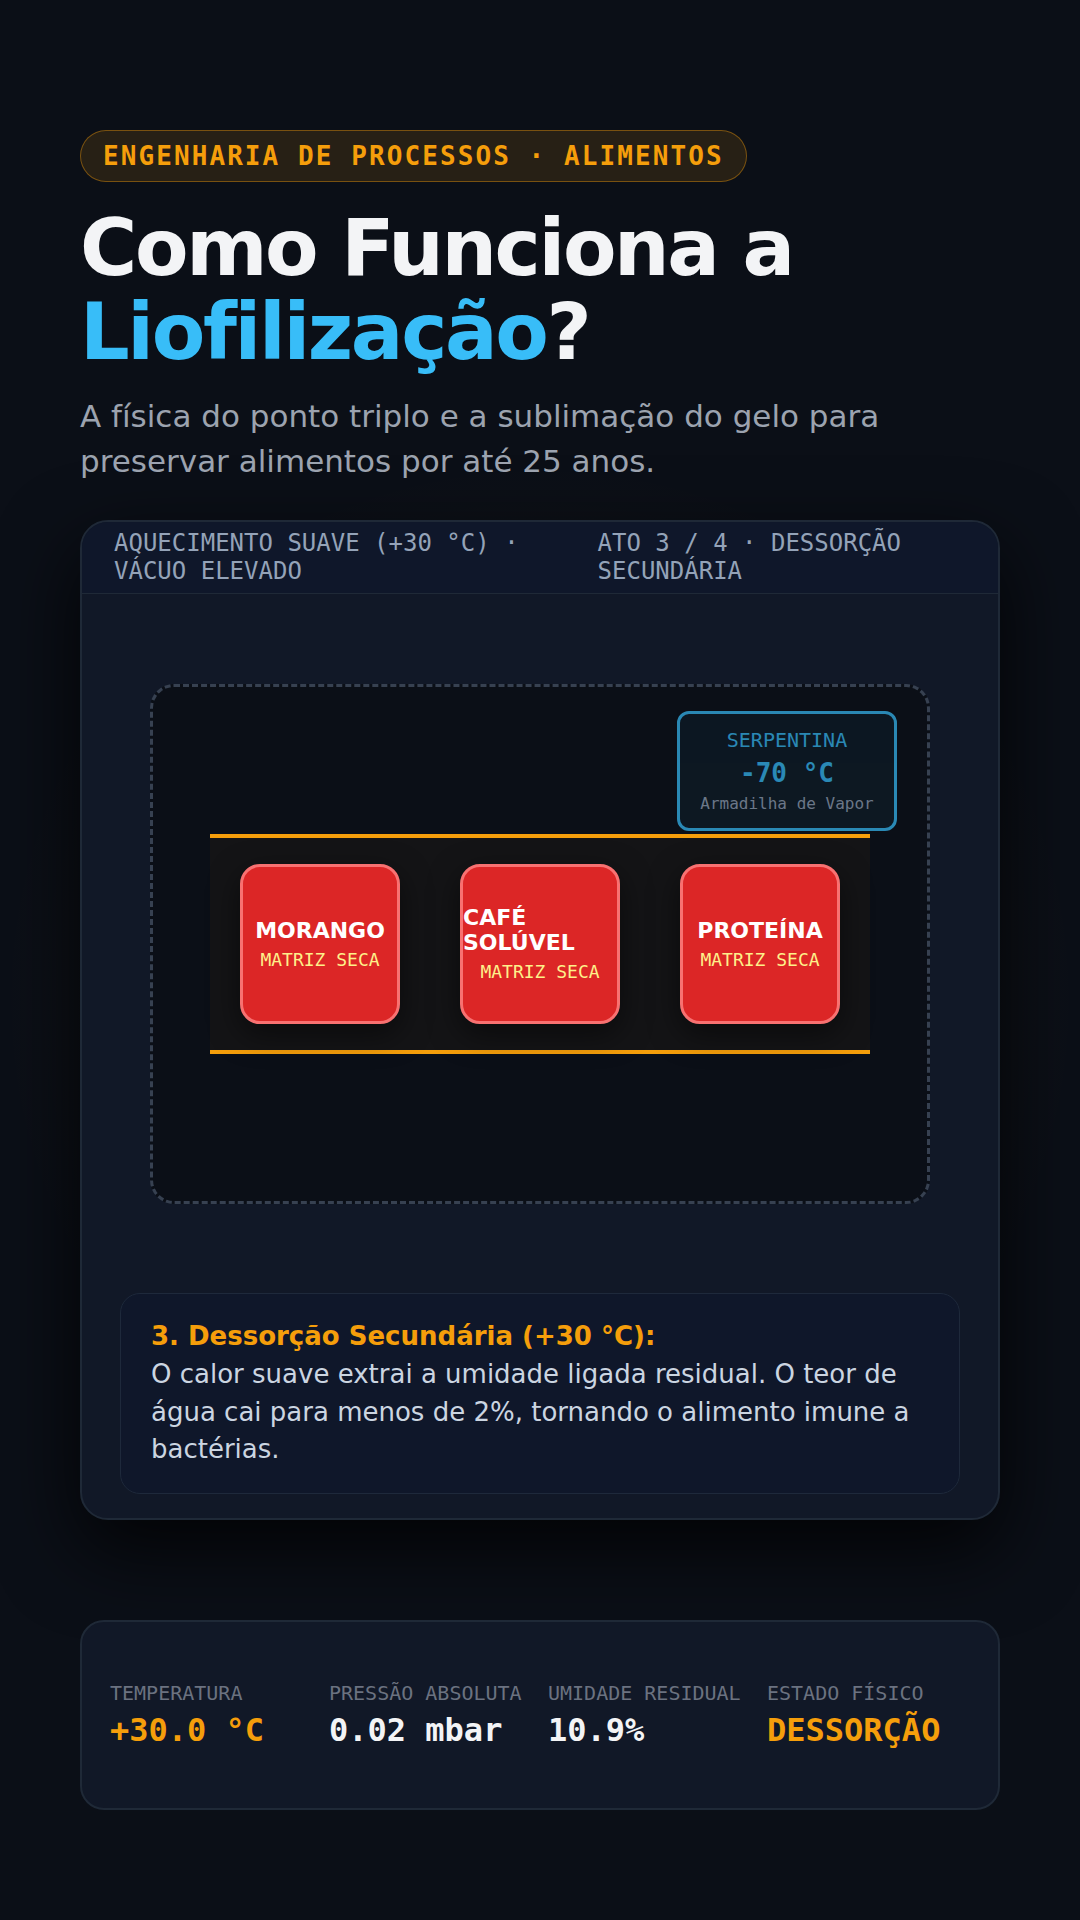 ENGENHARIA DE PROCESSOS · ALIMENTOS
Como Funciona a
Liofilização?
A física do ponto triplo e a sublimação do gelo para
preservar alimentos por até 25 anos.
AQUECIMENTO SUAVE (+30 °C) ·
VÁCUO ELEVADO
ATO 3 / 4 · DESSORÇÃO
SECUNDÁRIA
SERPENTINA
-70 °C
Armadilha de Vapor
MORANGO
MATRIZ SECA
CAFÉ
SOLÚVEL
MATRIZ SECA
PROTEÍNA
MATRIZ SECA
3. Dessorção Secundária (+30 °C):
O calor suave extrai a umidade ligada residual. O teor de
água cai para menos de 2%, tornando o alimento imune a
bactérias.
TEMPERATURA
+30.0 °C
PRESSÃO ABSOLUTA
0.02 mbar
UMIDADE RESIDUAL
10.9%
ESTADO FÍSICO
DESSORÇÃO